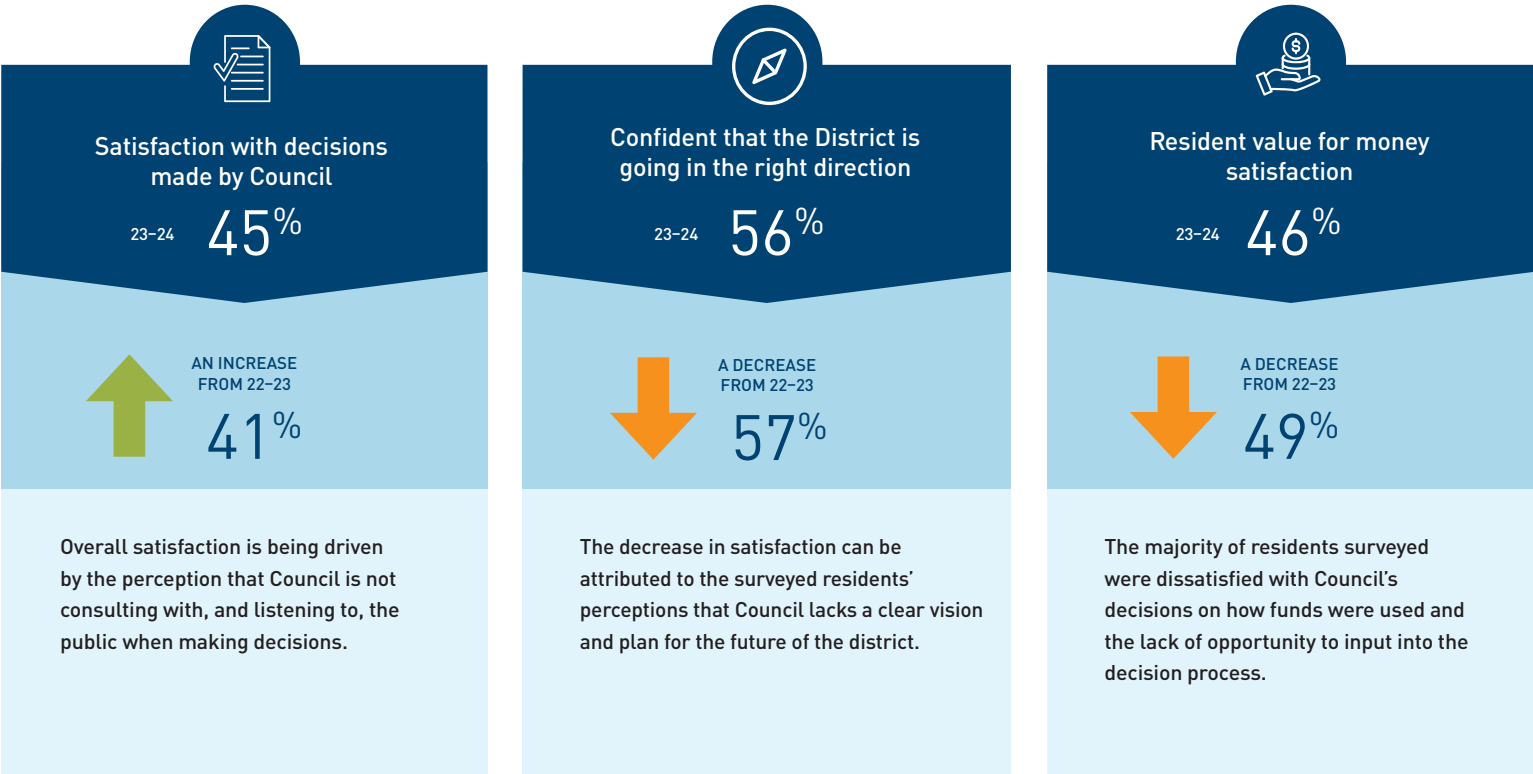 Satisfaction with decisions
made by Council
23–24 45%
AN INCREASE
FROM 22–23
41%
Overall satisfaction is being driven
by the perception that Council is not
consulting with, and listening to, the
public when making decisions.
Confident that the District is
going in the right direction
23–24 56%
A DECREASE
FROM 22–23
57%
The decrease in satisfaction can be
attributed to the surveyed residents’
perceptions that Council lacks a clear vision
and plan for the future of the district.
$
Resident value for money
satisfaction
23–24 46%
A DECREASE
FROM 22–23
49%
The majority of residents surveyed
were dissatisfied with Council’s
decisions on how funds were used and
the lack of opportunity to input into the
decision process.